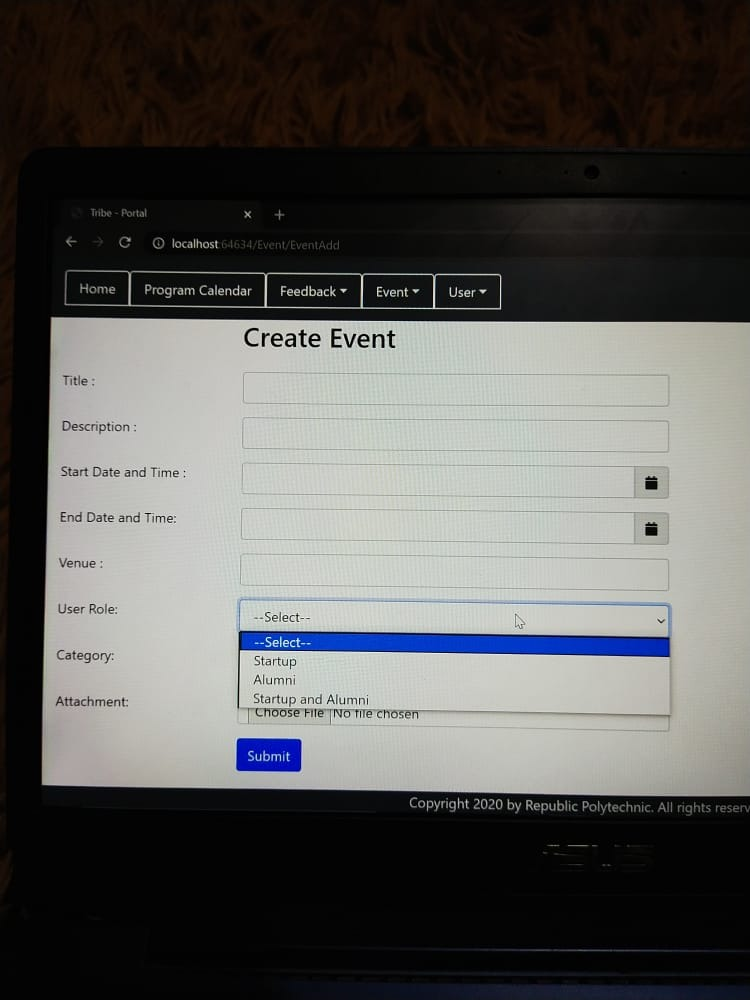 Tribe - Portal
localhost:64634/Event/EventAdd
Home Program Calendar Feedback Event User
Create Event
Title :
Description :
Start Date and Time :
End Date and Time:
Venue :
User Role: --Select--
--Select--
Startup
Category:
Alumni
Startup and Alumni
Attachment: Choose File No file chosen
Submit
Copyright 2020 by Republic Polytechnic. All rights reserv
ASUS